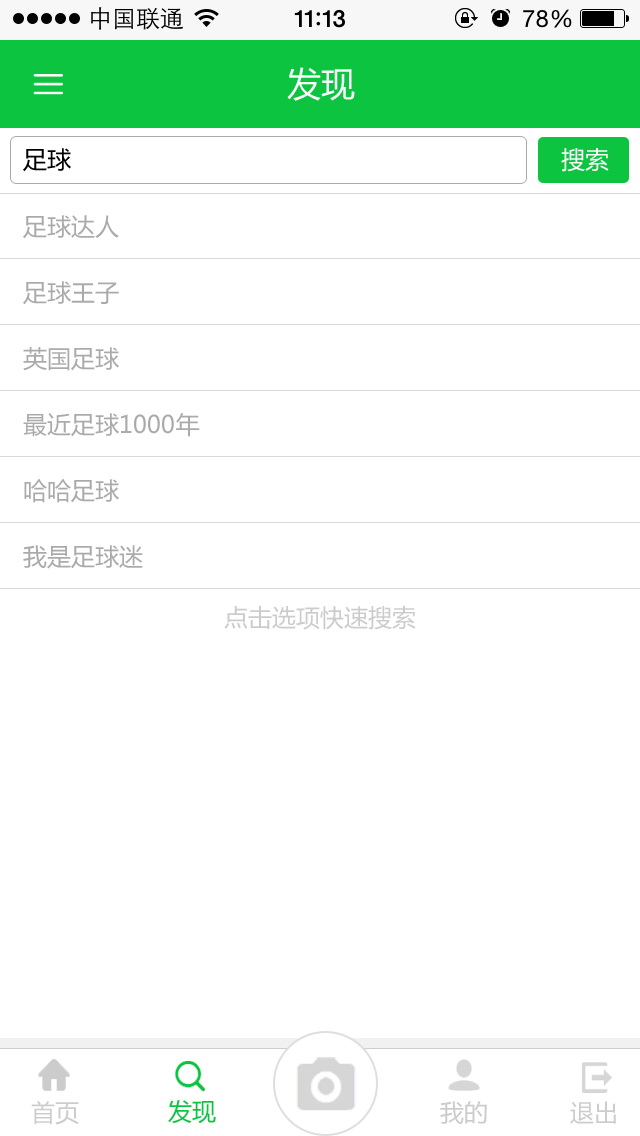 中国联通 11:13 78%
发现
足球 搜索
足球达人
足球王子
英国足球
最近足球1000年
哈哈足球
我是足球迷
点击选项快速搜索
首页 发现 我的 退出